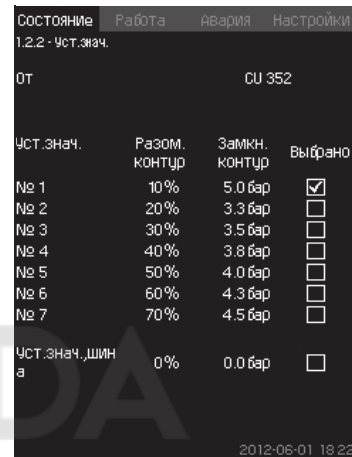 Состояние Работа Авария Настройки
1.2.2 - Уст.знач.
От CU 352
Уст.знач. Разом. контур Замкн. контур Выбрано
№ 1 10% 5.0 бар
№ 2 20% 3.3 бар
№ 3 30% 3.5 бар
№ 4 40% 3.8 бар
№ 5 50% 4.0 бар
№ 6 60% 4.3 бар
№ 7 70% 4.5 бар
Уст.знач.,шин
а 0% 0.0 бар
2012-06-01 18:22